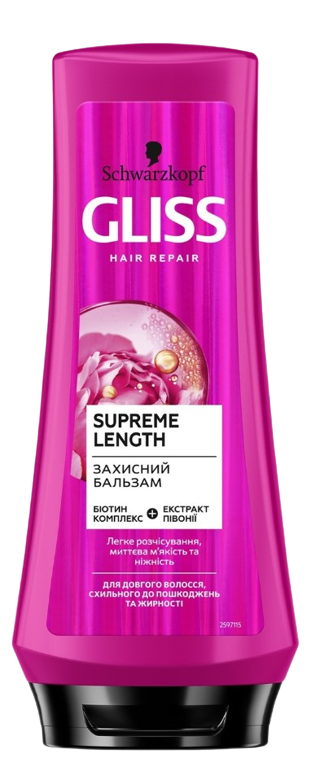 Schwarzkopf
GLISS
HAIR REPAIR
SUPREME
LENGTH
ЗАХИСНИЙ
БАЛЬЗАМ
БІОТИН
КОМПЛЕКС + ЕКСТРАКТ
ПІВОНІЇ
Легке розчісування,
миттєва м'якість та
ніжність
ДЛЯ ДОВГОГО ВОЛОССЯ,
СХИЛЬНОГО ДО ПОШКОДЖЕНЬ
ТА ЖИРНОСТІ
2597115